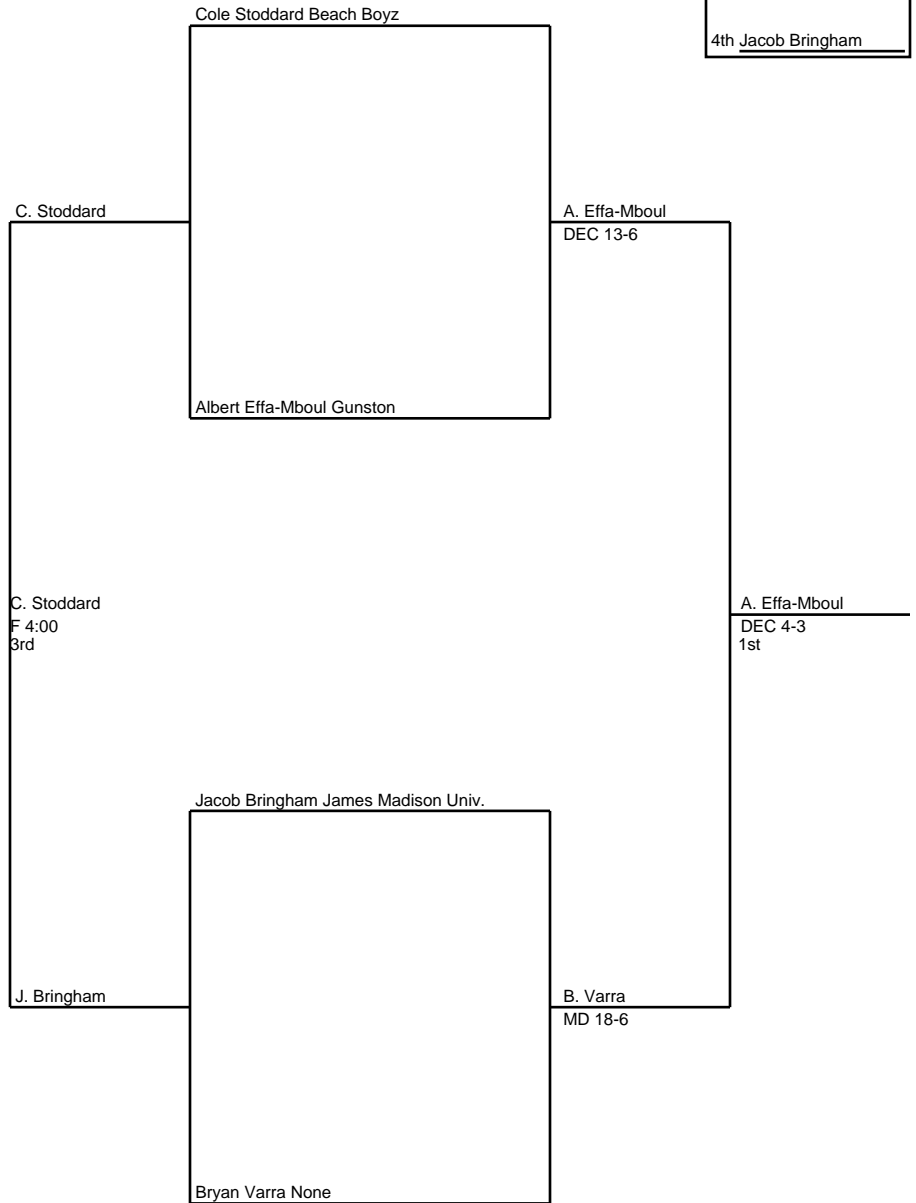 Cole Stoddard Beach Boyz
4th Jacob Bringham
C. Stoddard
A. Effa-Mboul
DEC 13-6
Albert Effa-Mboul Gunston
C. Stoddard
F 4:00
3rd
A. Effa-Mboul
DEC 4-3
1st
Jacob Bringham James Madison Univ.
J. Bringham
B. Varra
MD 18-6
Bryan Varra None